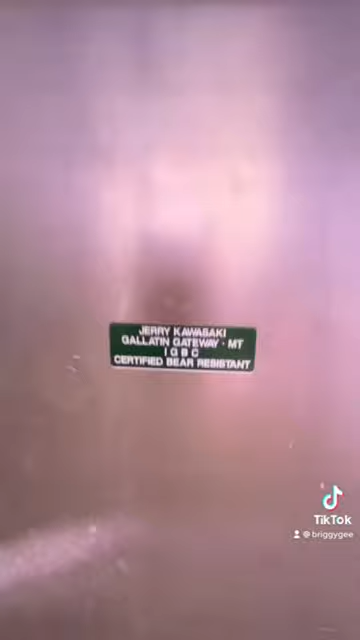 JERRY KAWASAKI
GALLATIN GATEWAY · MT
I G B C
CERTIFIED BEAR RESISTANT
TikTok
@briggygee